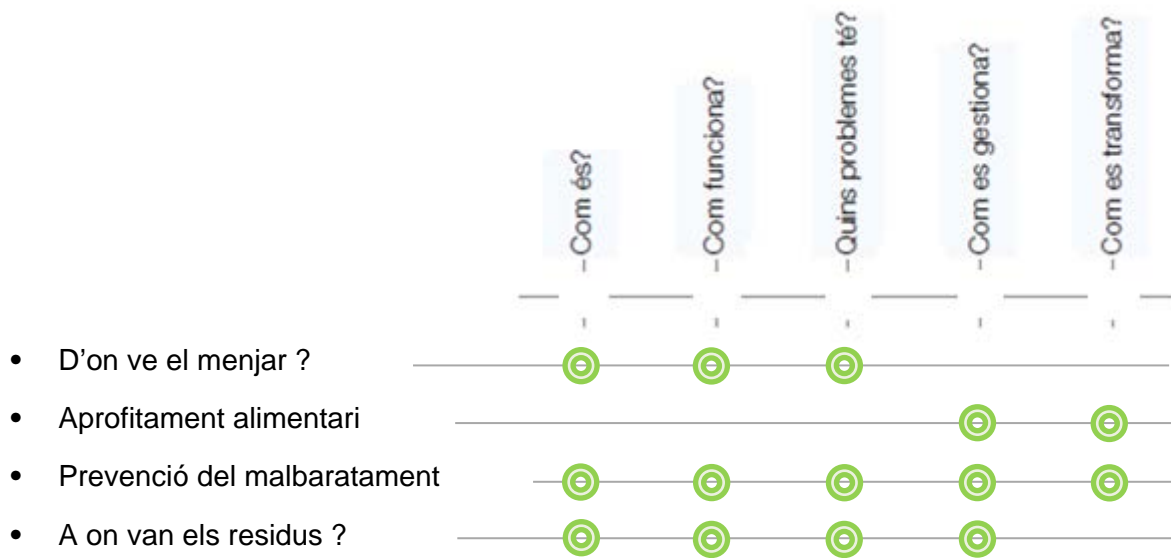 Com és?
Com funciona?
Quins problemes té?
Com es gestiona?
Com es transforma?
• D’on ve el menjar ?
• Aprofitament alimentari
• Prevenció del malbaratament
• A on van els residus ?